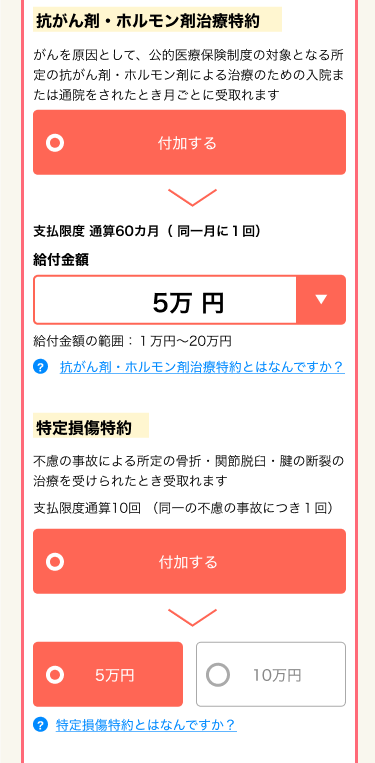 抗がん剤・ホルモン剤治療特約
がんを原因として、公的医療保険制度の対象となる所
定の抗がん剤・ホルモン剤による治療のための入院ま
たは通院をされたとき月ごとに受取れます
付加する
支払限度 通算60カ月（ 同一月に１回）
給付金額
5万 円
▼
給付金額の範囲： １万円〜20万円
? 抗がん剤・ホルモン剤治療特約とはなんですか？
特定損傷特約
不慮の事故による所定の骨折・関節脱臼・腱の断裂の
治療を受けられたとき受取れます
支払限度通算10回 （同一の不慮の事故につき１回）
付加する
5万円 10万円
? 特定損傷特約とはなんですか？